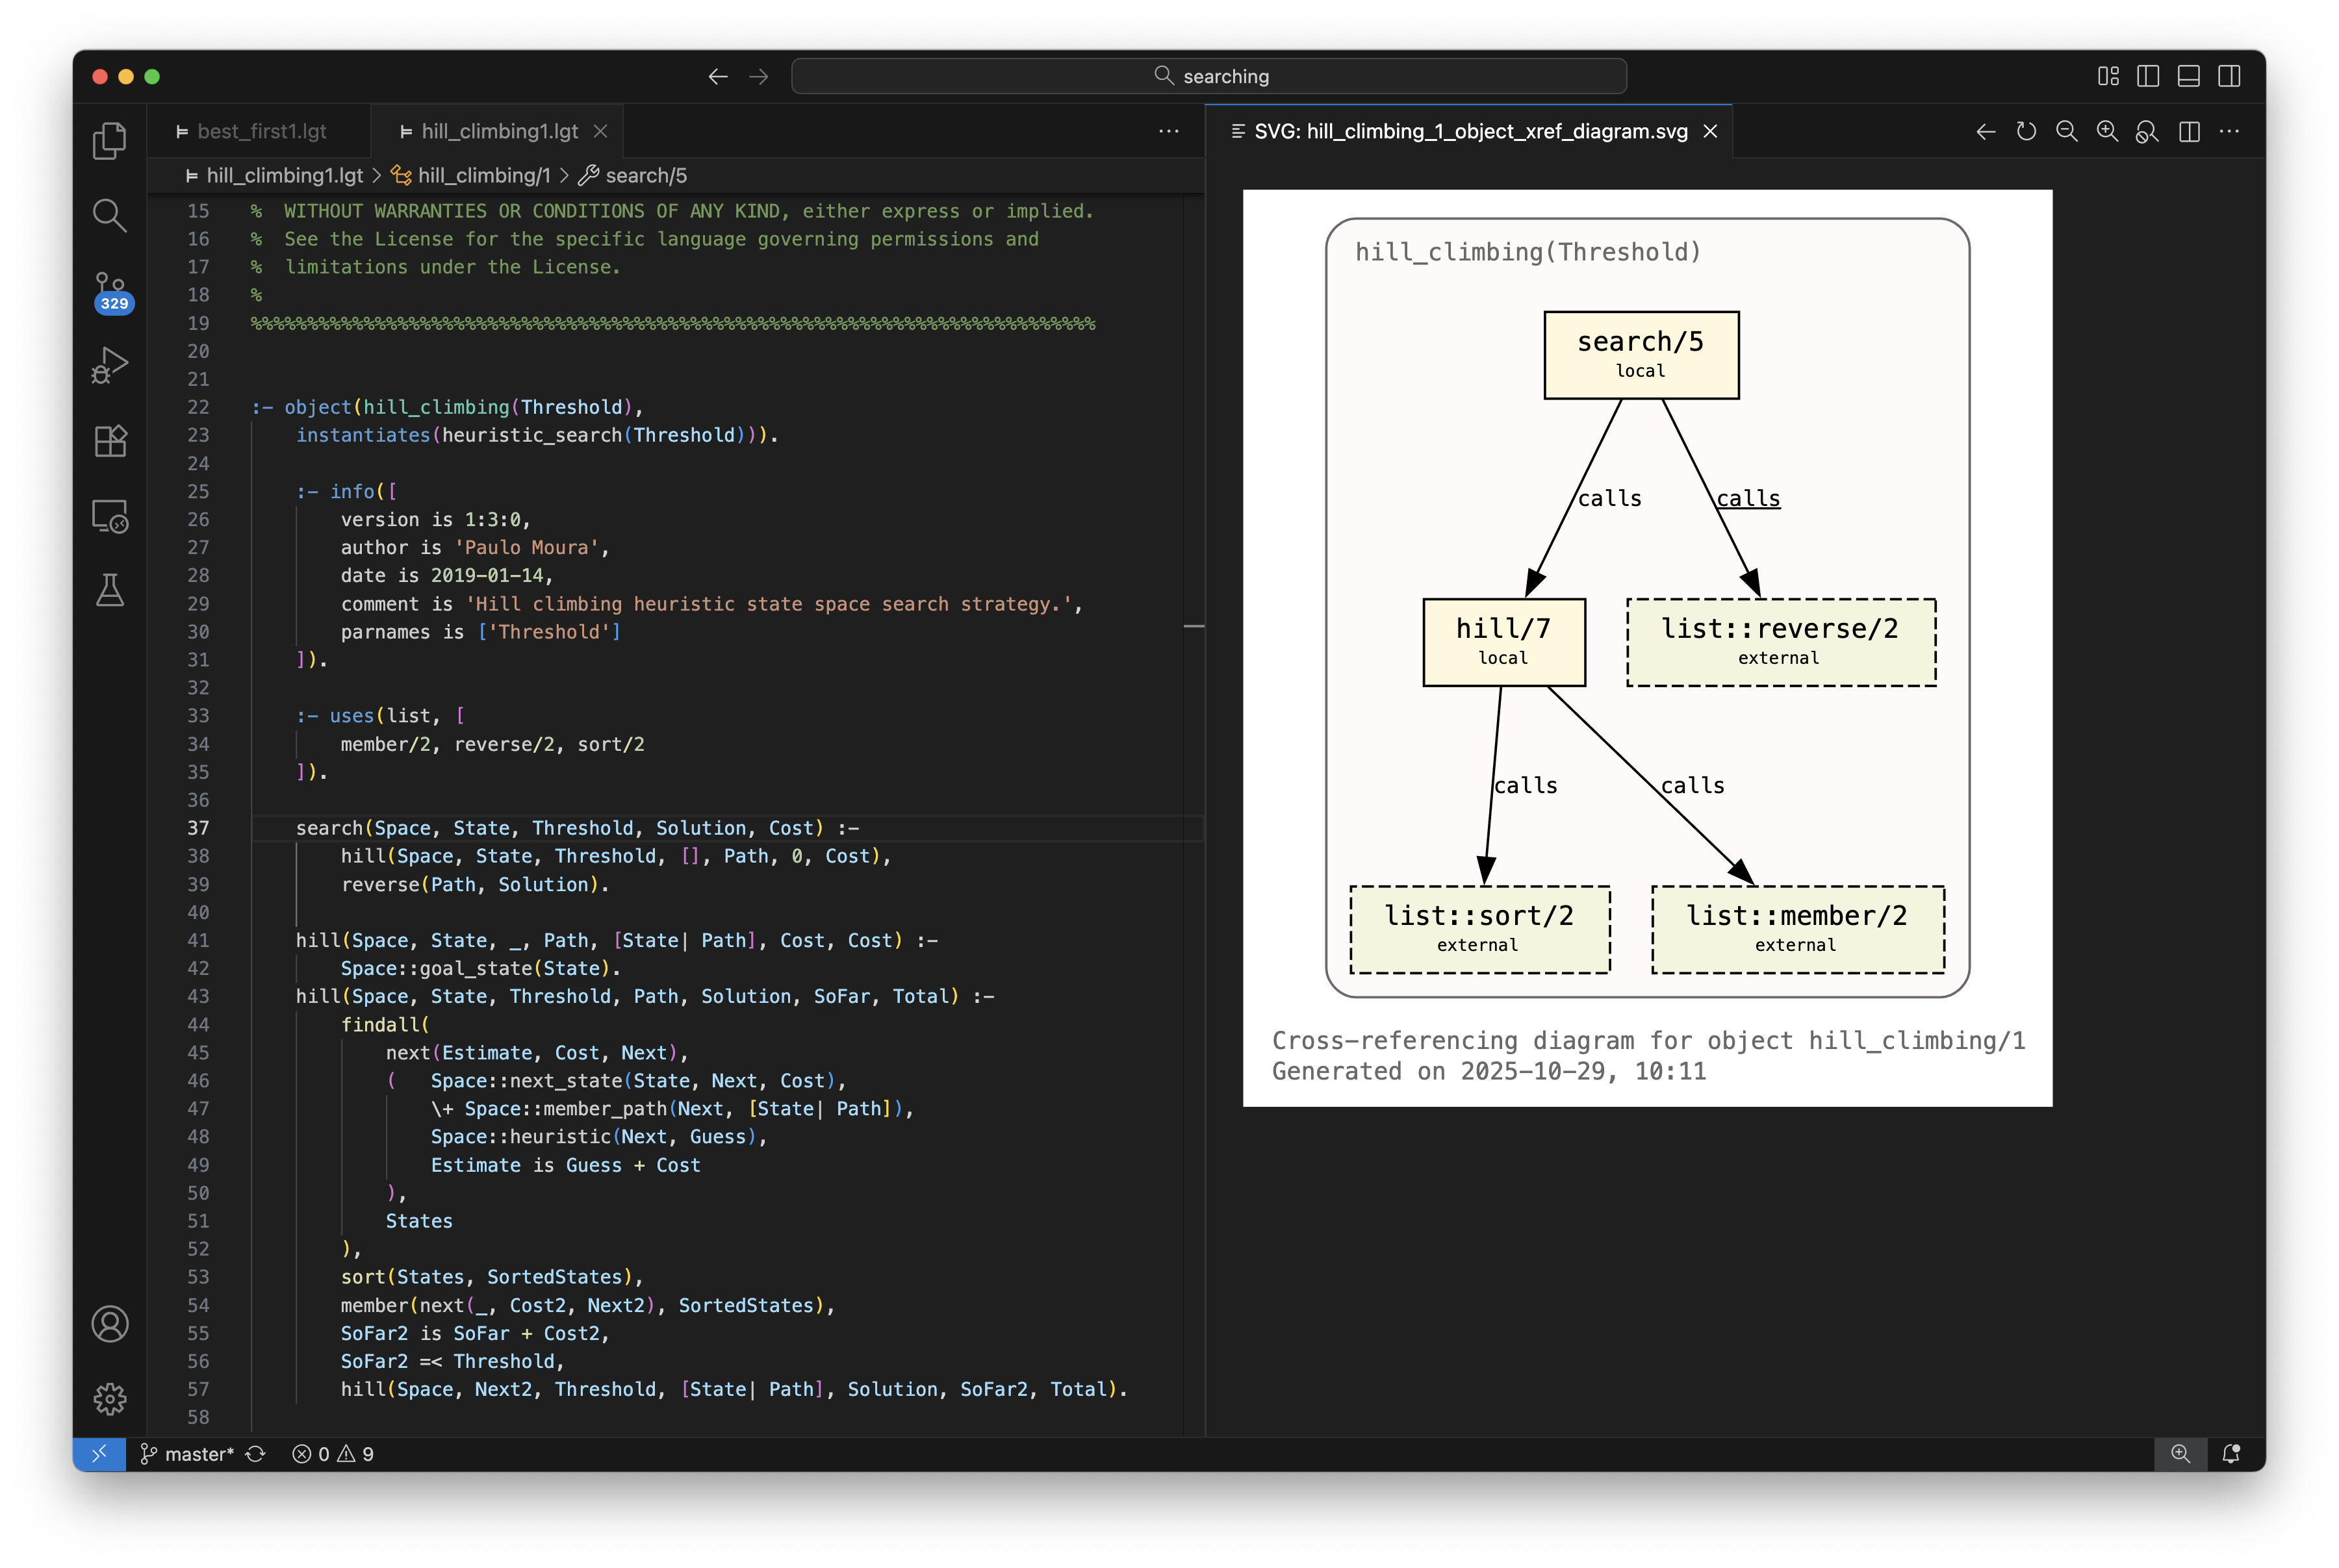 searching
best_first1.lgt
hill_climbing1.lgt
hill_climbing1.lgt > hill_climbing/1 > search/5
15 %  WITHOUT WARRANTIES OR CONDITIONS OF ANY KIND, either express or implied.
16 %  See the License for the specific language governing permissions and
17 %  limitations under the License.
18 %
19 %%%%%%%%%%%%%%%%%%%%%%%%%%%%%%%%%%%%%%%%%%%%%%%%%%%%%%%%%%%%%%%%%%%%%%%%%%%
20
21
22 :- object(hill_climbing(Threshold),
23     instantiates(heuristic_search(Threshold))).
24
25     :- info([
26         version is 1:3:0,
27         author is 'Paulo Moura',
28         date is 2019-01-14,
29         comment is 'Hill climbing heuristic state space search strategy.',
30         parnames is ['Threshold']
31     ]).
32
33     :- uses(list, [
34         member/2, reverse/2, sort/2
35     ]).
36
37     search(Space, State, Threshold, Solution, Cost) :-
38         hill(Space, State, Threshold, [], Path, 0, Cost),
39         reverse(Path, Solution).
40
41     hill(Space, State, _, Path, [State| Path], Cost, Cost) :-
42         Space::goal_state(State).
43     hill(Space, State, Threshold, Path, Solution, SoFar, Total) :-
44         findall(
45             next(Estimate, Cost, Next),
46             (   Space::next_state(State, Next, Cost),
47                 \+ Space::member_path(Next, [State| Path]),
48                 Space::heuristic(Next, Guess),
49                 Estimate is Guess + Cost
50             ),
51             States
52         ),
53         sort(States, SortedStates),
54         member(next(_, Cost2, Next2), SortedStates),
55         SoFar2 is SoFar + Cost2,
56         SoFar2 =< Threshold,
57         hill(Space, Next2, Threshold, [State| Path], Solution, SoFar2, Total).
58
SVG: hill_climbing_1_object_xref_diagram.svg
hill_climbing(Threshold)
search/5
local
calls
calls
hill/7
local
list::reverse/2
external
calls
calls
list::sort/2
external
list::member/2
external
Cross-referencing diagram for object hill_climbing/1
Generated on 2025-10-29, 10:11
329
master* 0 9